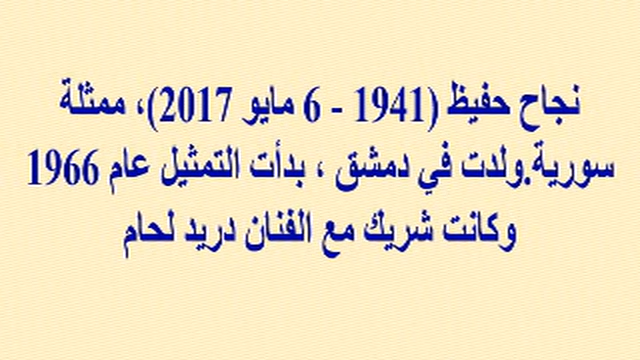 نجاح حفيظ (1941 - 6 مايو 2017)، ممثلة
سورية.ولدت في دمشق ، بدأت التمثيل عام 1966
وكانت شريك مع الفنان دريد لحام